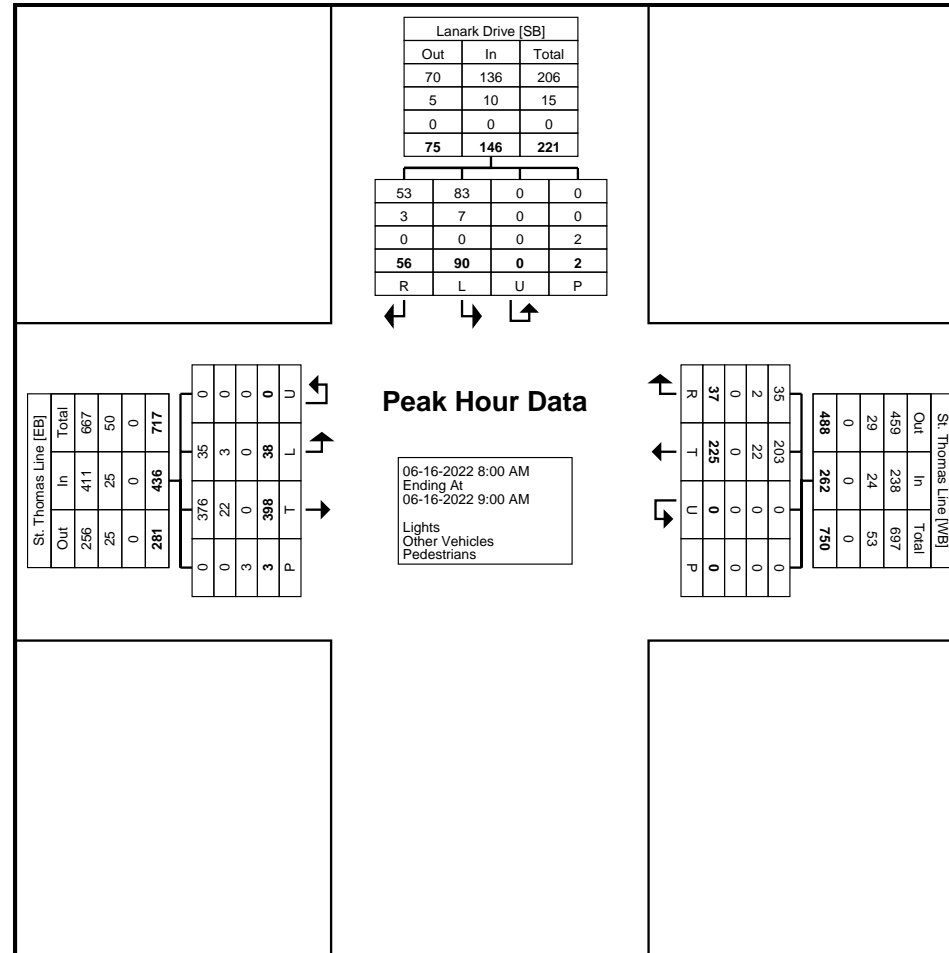 Lanark Drive [SB]
Out In Total
70 136 206
5 10 15
0 0 0
75 146 221
53 83 0 0
3 7 0 0
0 0 0 2
56 90 0 2
R L U P
St. Thomas Line [EB]
Total In Out
667 411 256
50 25 25
0 0 0
717 436 281
0 35 376 0
0 3 22 0
0 0 0 3
0 38 398 3
U L T P
Peak Hour Data
06-16-2022 8:00 AM
Ending At
06-16-2022 9:00 AM
Lights
Other Vehicles
Pedestrians
R T U P
37 225 0 0
0 0 0 0
2 22 0 0
35 203 0 0
St. Thomas Line [WB]
Out In Total
459 238 697
29 24 53
0 0 0
488 262 750